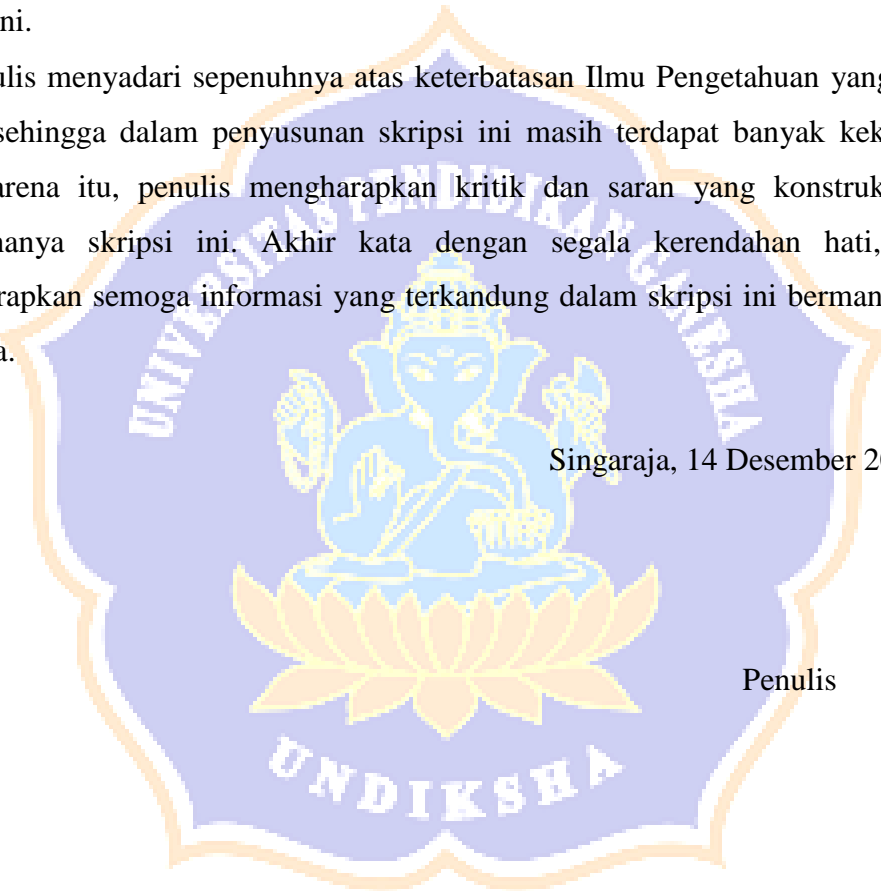 ni.
ulis menyadari sepenuhnya atas keterbatasan Ilmu Pengetahuan yang
sehingga dalam penyusunan skripsi ini masih terdapat banyak kek
arena itu, penulis mengharapkan kritik dan saran yang konstruk
nanya skripsi ini. Akhir kata dengan segala kerendahan hati,
rapkan semoga informasi yang terkandung dalam skripsi ini berman
a.
UNIVERSITAS PENDIDIKAN GANESHA
Singaraja, 14 Desember 20
Penulis
UNDIKSHA